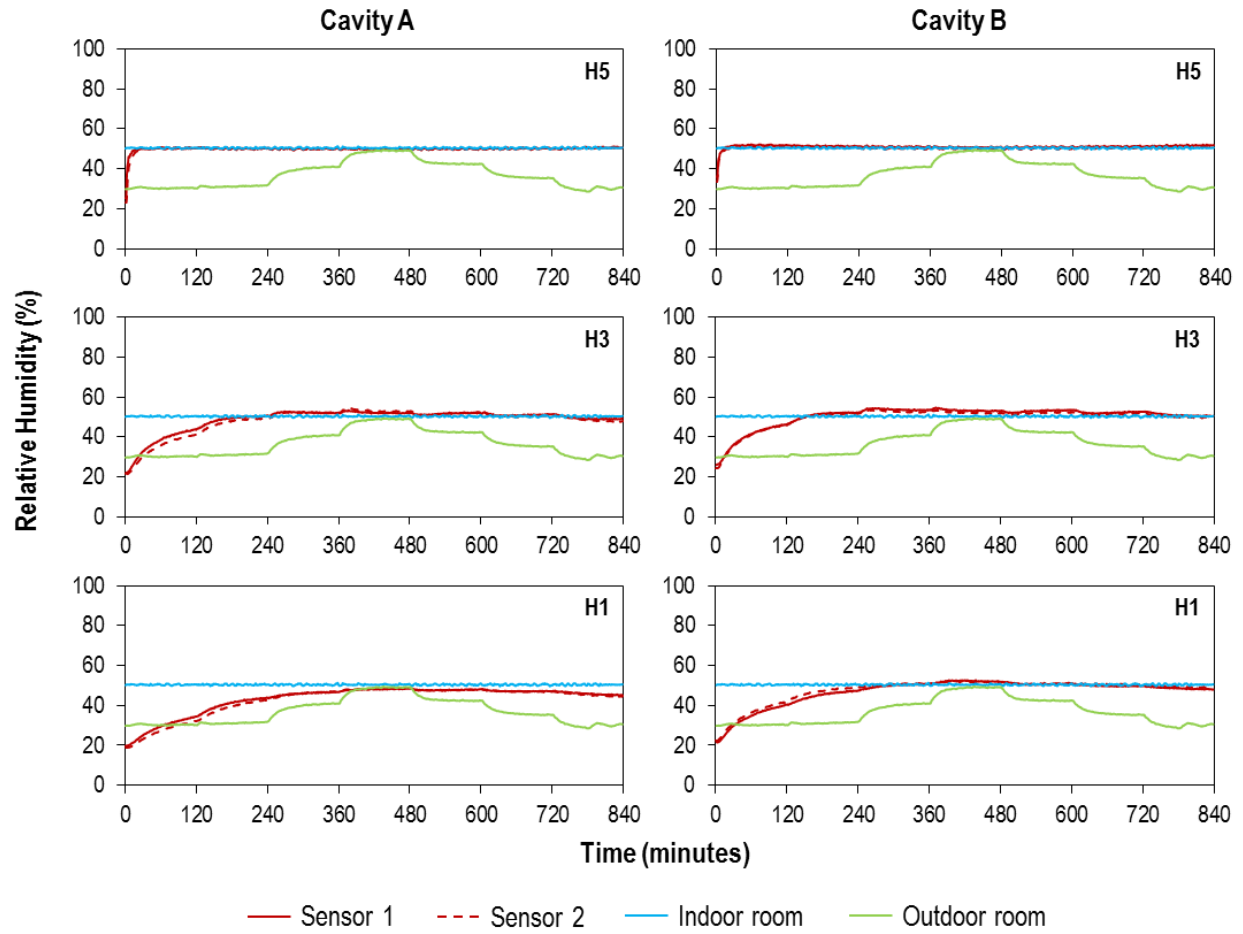 Cavity A
Cavity B
Relative Humidity (%)
100
80
60
40
20
0
H5
0 120 240 360 480 600 720 840
100
80
60
40
20
0
H5
0 120 240 360 480 600 720 840
100
80
60
40
20
0
H3
0 120 240 360 480 600 720 840
100
80
60
40
20
0
H3
0 120 240 360 480 600 720 840
100
80
60
40
20
0
H1
0 120 240 360 480 600 720 840
100
80
60
40
20
0
H1
0 120 240 360 480 600 720 840
Time (minutes)
Sensor 1 Sensor 2 Indoor room Outdoor room